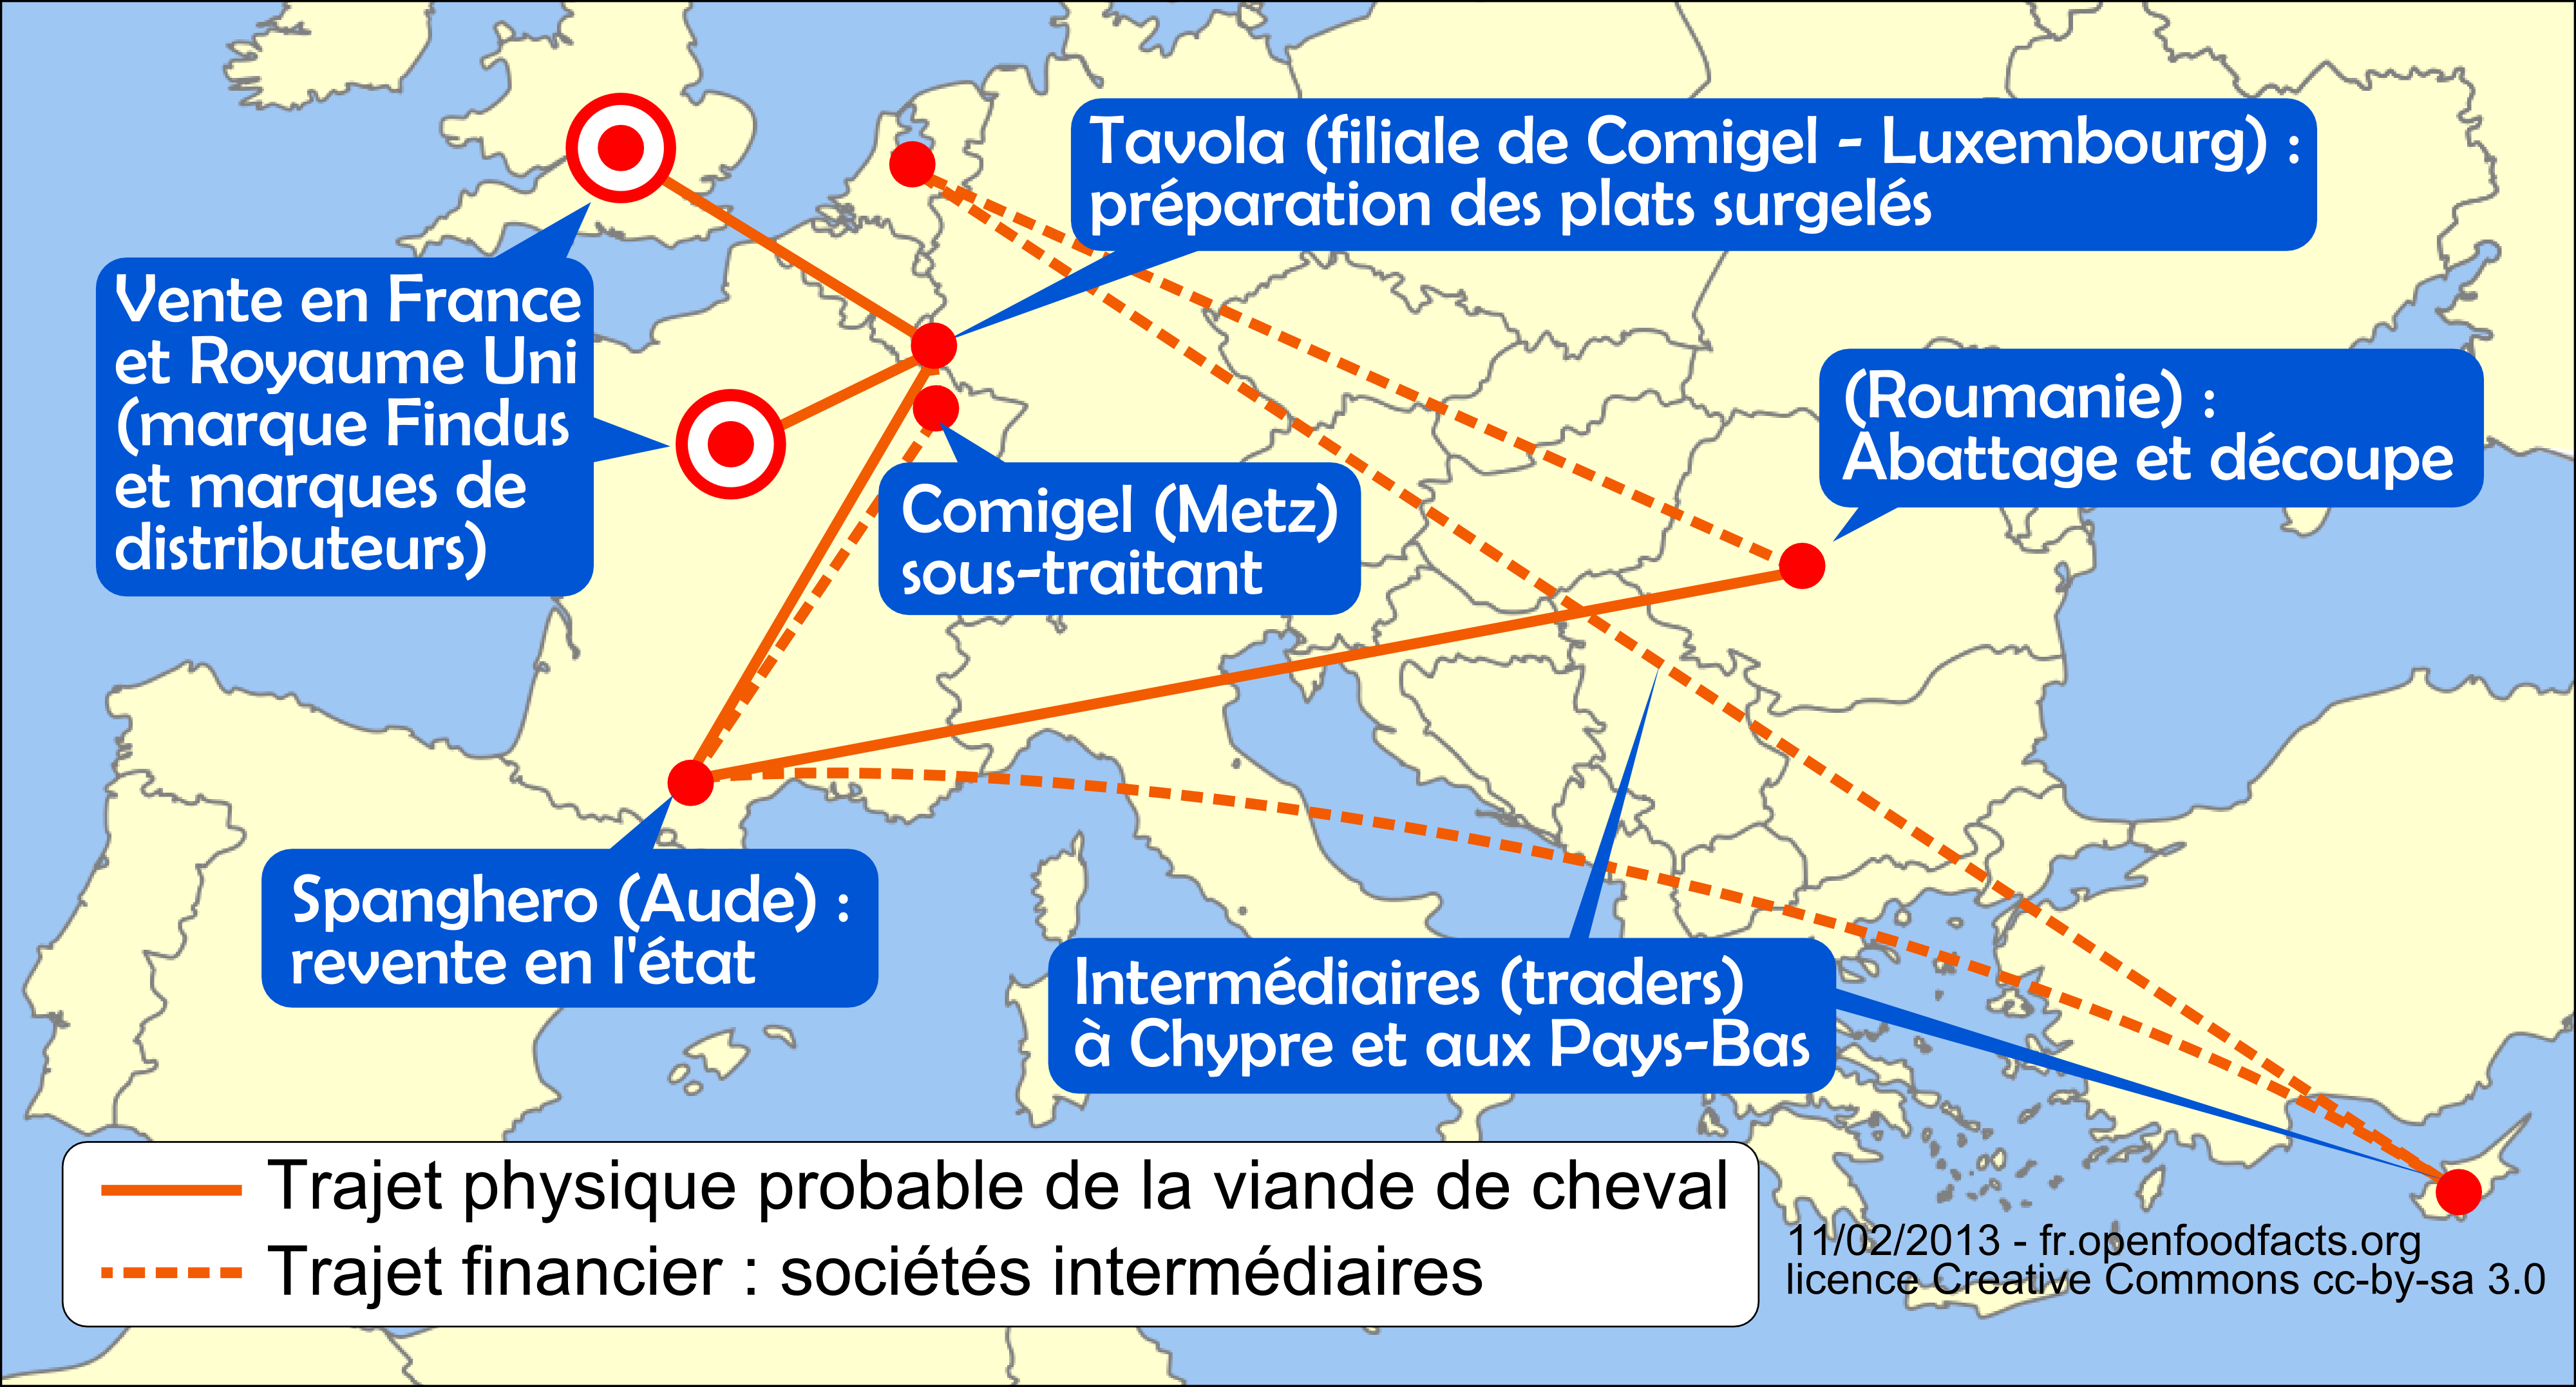 Tavola (filiale de Comigel - Luxembourg) :
préparation des plats surgelés
Vente en France
et Royaume Uni
(marque Findus
et marques de
distributeurs)
(Roumanie) :
Abattage et découpe
Comigel (Metz)
sous-traitant
Spanghero (Aude) :
revente en l'état
Intermédiaires (traders)
à Chypre et aux Pays-Bas
Trajet physique probable de la viande de cheval
Trajet financier : sociétés intermédiaires
11/02/2013 - fr.openfoodfacts.org
licence Creative Commons cc-by-sa 3.0